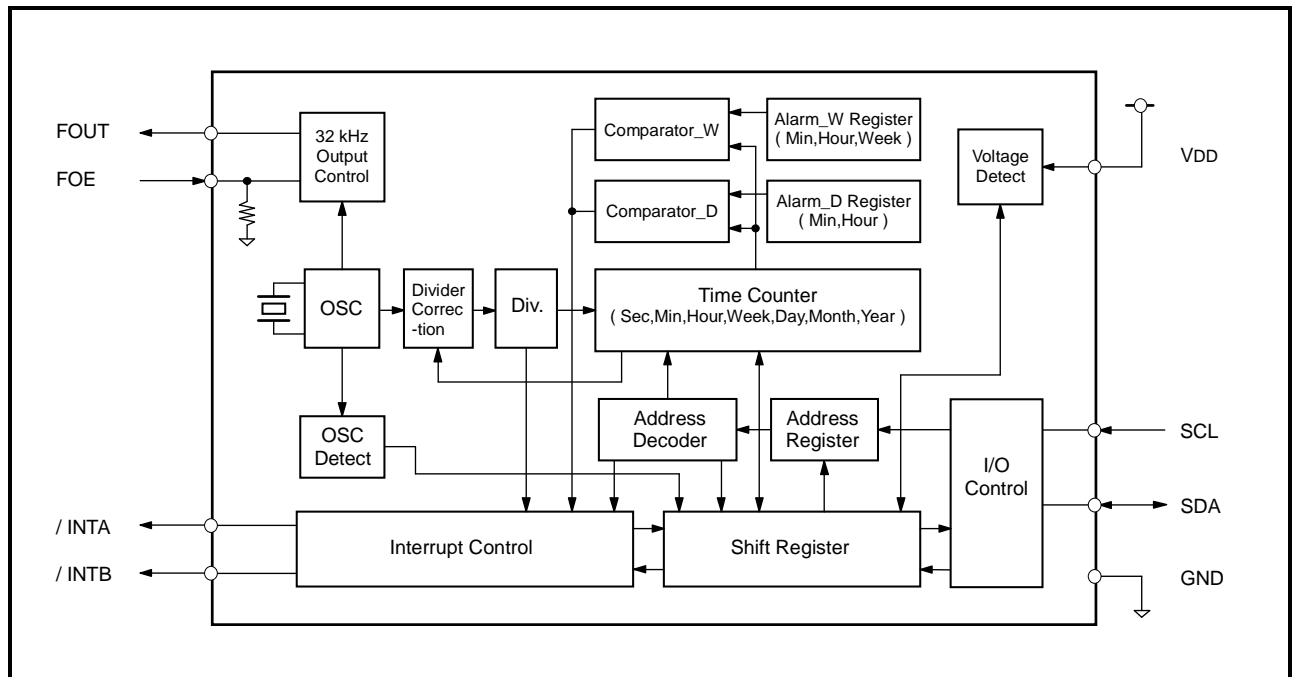 FOUT
FOE
32 kHz
Output
Control
Comparator_W
Alarm_W Register
( Min,Hour,Week )
Voltage
Detect
VDD
Comparator_D
Alarm_D Register
( Min,Hour )
OSC
Divider
Correc
-tion
Div.
Time Counter
( Sec,Min,Hour,Week,Day,Month,Year )
OSC
Detect
Address
Decoder
Address
Register
I/O
Control
SCL
SDA
/ INTA
/ INTB
Interrupt Control
Shift Register
GND